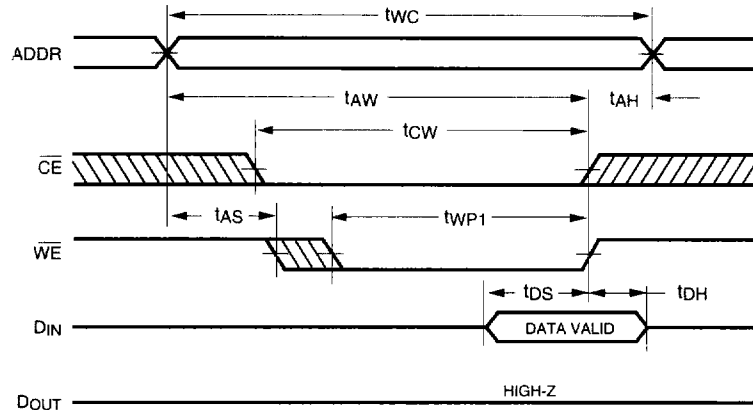 tWC
ADDR
tAW
tAH
tCW
CE
tAS
tWP1
WE
tDS
tDH
DIN
DATA VALID
HIGH-Z
DOUT